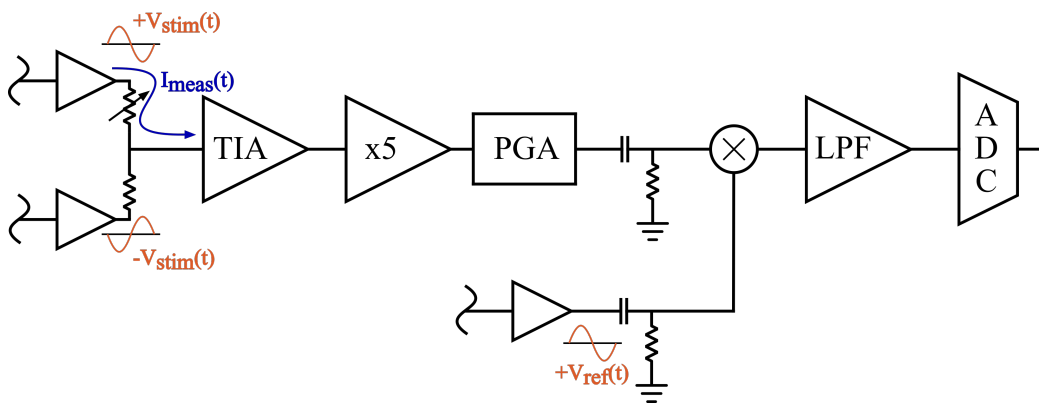 +Vstim(t)
Imeas(t)
TIA
x5
PGA
LPF
A
D
C
-Vstim(t)
+Vref(t)